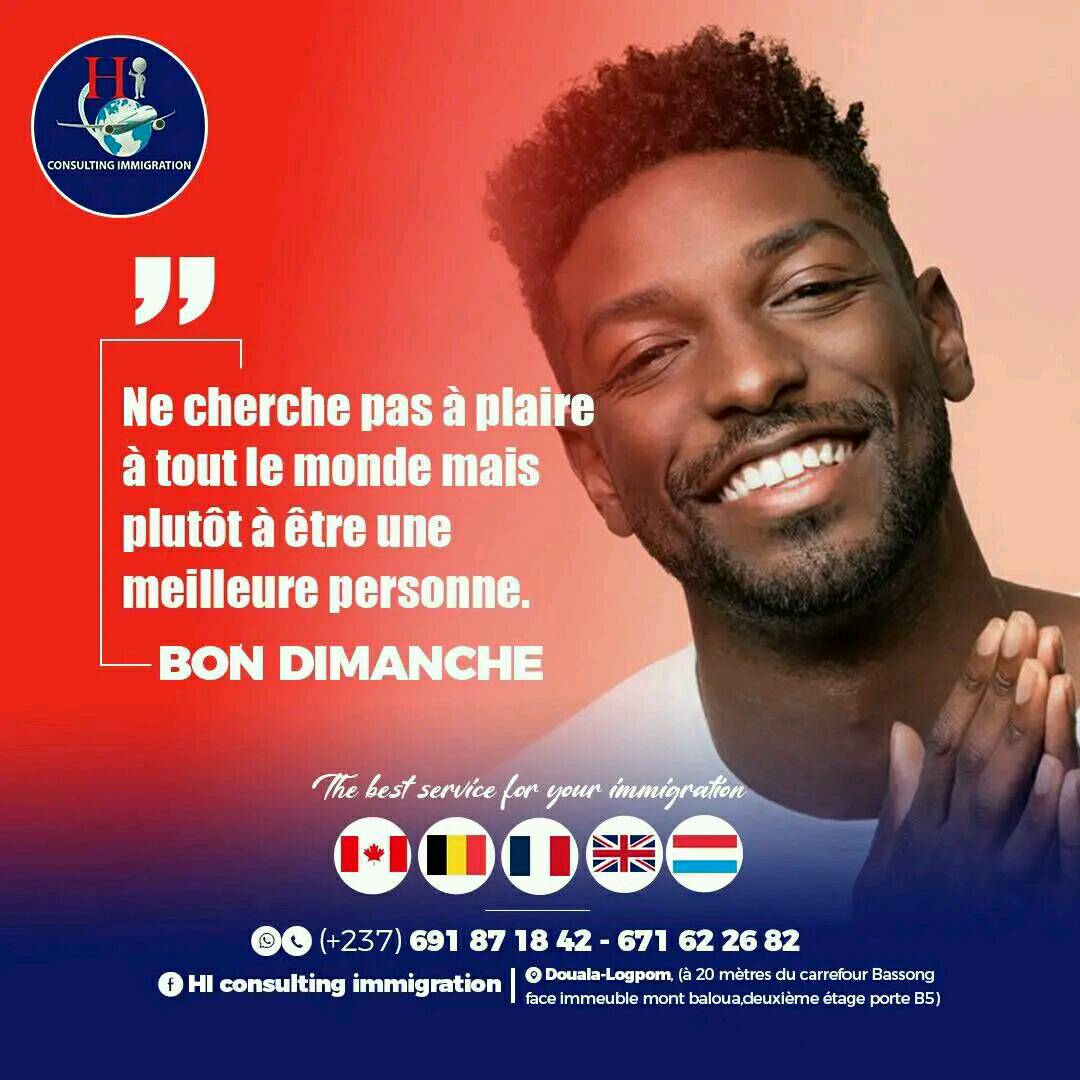 HI
CONSULTING IMMIGRATION
”
Ne cherche pas à plaire
à tout le monde mais
plutôt à être une
meilleure personne.
BON DIMANCHE
The best service for your immigration
(+237) 691 87 18 42 - 671 62 26 82
HI consulting immigration
Douala-Logpom, (à 20 mètres du carrefour Bassong
face immeuble mont baloua,deuxième étage porte B5)